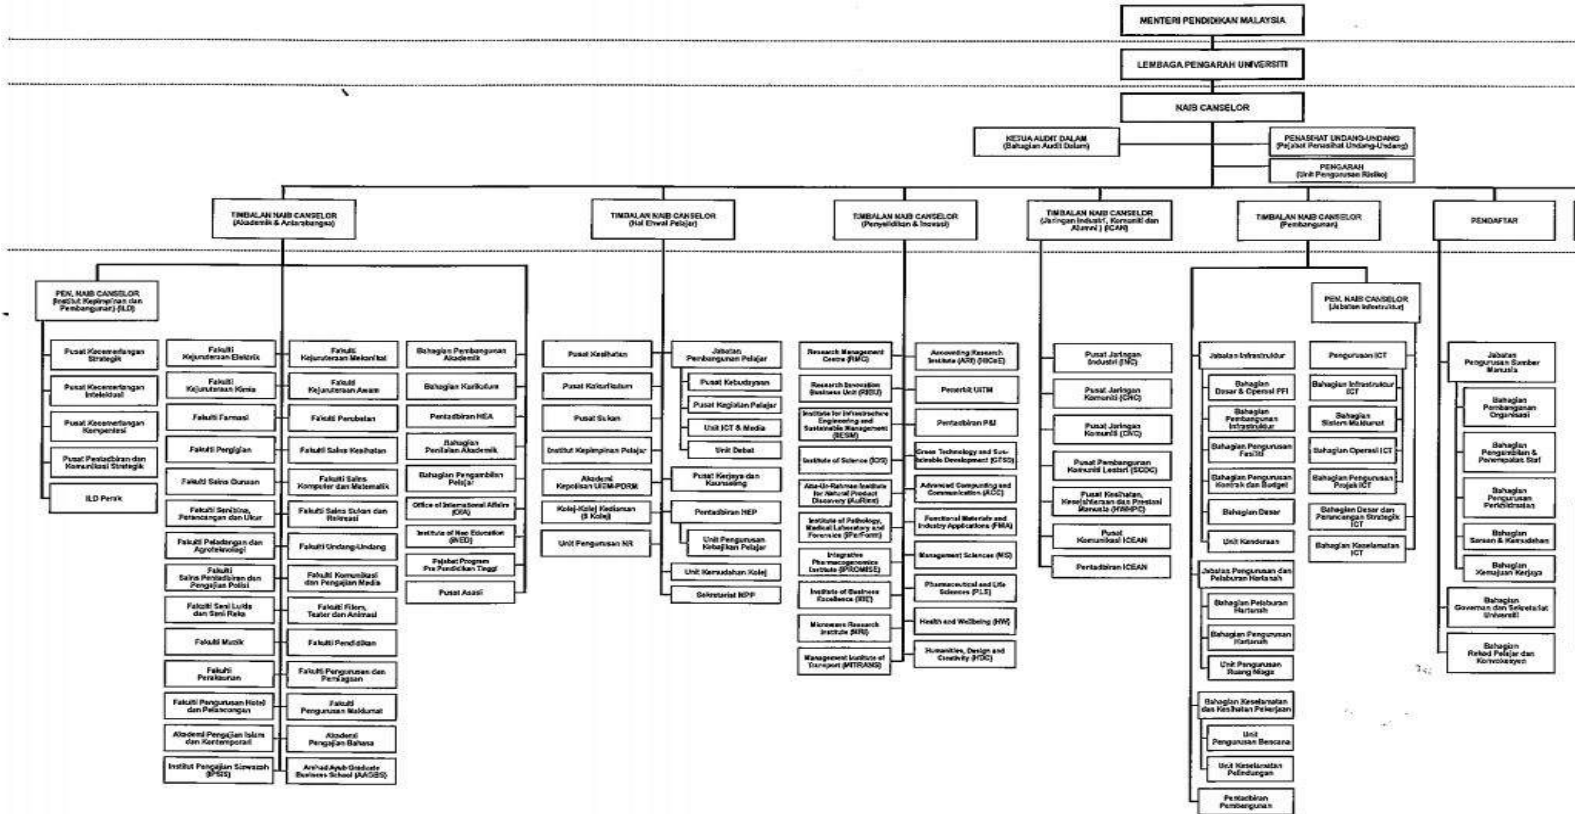 MENTERI PENDIDIKAN MALAYSIA
LEMBAGA PENGARAH UNIVERSITI
NAIB CANSELOR
KETUA AUDIT DALAM
(Bahagian Audit Dalam)
PENASIHAT UNDANG-UNDANG
(Pejabat Penasihat Undang-Undang)
PENGARAH
(Unit Pengurusan Risiko)
TIMBALAN NAIB CANSELOR
(Akademik & Antarabangsa)
TIMBALAN NAIB CANSELOR
(Hal Ehwal Pelajar)
TIMBALAN NAIB CANSELOR
(Penyelidikan & Inovasi)
TIMBALAN NAIB CANSELOR
(Jaringan Industri, Komuniti dan
Alumni ) (ICAN)
TIMBALAN NAIB CANSELOR
(Pembangunan)
PENDAFTAR
PEN. NAIB CANSELOR
(Institut Kepimpinan dan
Pembangunan) (ILD)
Pusat Kecemerlangan
Strategik
Pusat Kecemerlangan
Intelektual
Pusat Kecemerlangan
Kompetensi
Pusat Pentadbiran dan
Komunikasi Strategik
ILD Perak
Fakulti
Kejuruteraan Elektrik
Fakulti
Kejuruteraan Kimia
Fakulti Farmasi
Fakulti Pergigian
Fakulti Sains Gunaan
Fakulti Senibina,
Perancangan dan Ukur
Fakulti Peladangan dan
Agroteknologi
Fakulti
Sains Pentadbiran dan
Pengajian Polisi
Fakulti Seni Lukis
dan Seni Reka
Fakulti Muzik
Fakulti
Perakaunan
Fakulti Pengurusan Hotel
dan Pelancongan
Akademi Pengajian Islam
dan Kontemporari
Institut Pengajian Siswazah
(IPSIS)
Fakulti
Kejuruteraan Mekanikal
Fakulti
Kejuruteraan Awam
Fakulti Perubatan
Fakulti Sains Kesihatan
Fakulti Sains
Komputer dan Matematik
Fakulti Sains Sukan dan
Rekreasi
Fakulti Undang-Undang
Fakulti Komunikasi
dan Pengajian Media
Fakulti Filem,
Teater dan Animasi
Fakulti Pendidikan
Fakulti Pengurusan dan
Perniagaan
Fakulti
Pengurusan Maklumat
Akademi
Pengajian Bahasa
Arshad Ayub Graduate
Business School (AAGBS)
Bahagian Pembangunan
Akademik
Bahagian Kurikulum
Pentadbiran HEA
Bahagian
Penilaian Akademik
Bahagian Pengambilan
Pelajar
Office of International Affairs
(OIA)
Institute of Neo Education
(iNED)
Pejabat Program
Pra Pendidikan Tinggi
Pusat Asasi
Pusat Kesihatan
Pusat Kokurikulum
Pusat Sukan
Institut Kepimpinan Pelajar
Akademi
Kepolisan UiTM-PDRM
Kolej-Kolej Kediaman
Unit Pengurusan NR
Jabatan
Pembangunan Pelajar
Pusat Kebudayaan
Pusat Kegiatan Pelajar
Unit ICT & Media
Unit Debat
Pusat Kerjaya dan
Kaunseling
Pentadbiran HEP
Unit Pengurusan
Kebajikan Pelajar
Unit Kemudahan Kolej
Sekretariat MPP
Research Management
Centre (RMC)
Research Innovation
Business Unit (RIBU)
Institute for Infrastructure
Engineering and
Sustainable Management
Institute of Science (IOS)
Atta-Ur-Rahman Institute
for Natural Product
Discovery (AuRIns)
Institute of Pathology,
Medical Laboratory and
Forensics (IPerForm)
Integrative
Pharmacogenomics
Institute (iPROMISE)
Institute of Business
Excellence (IBE)
Microwave Research
Institute (MRI)
Management Institute of
Transport (MITRANS)
Accounting Research
Institute (ARI) (HICoE)
Penerbit UiTM
Pentadbiran P&I
Green Technology and Sus-
tainable Development (GTSD)
Advanced Computing and
Communication (ACC)
Functional Materials and
Industry Applications (FMIA)
Management Sciences (MS)
Pharmaceutical and Life
Sciences (PLS)
Health and Wellbeing (HW)
Humanities, Design and
Creativity (HDC)
Pusat Jaringan
Industri (INC)
Pusat Jaringan
Komuniti (CNC)
Pusat Jaringan
Komuniti (CNC)
Pusat Pembangunan
Komuniti Lestari (SCDC)
Pusat Kesihatan,
Kesejahteraan dan Prestasi
Manusia (HWHPC)
Pusat
Komunikasi ICEAN
Pentadbiran ICEAN
Jabatan Infrastruktur
Bahagian
Dasar & Operasi PFI
Bahagian
Pembangunan
Infrastruktur
Bahagian Pengurusan
Fasiliti
Bahagian Pengurusan
Kontrak dan Budget
Bahagian Dasar
Unit Kenderaan
Jabatan Pengurusan dan
Pelaburan Hartanah
Bahagian Pelaburan
Hartanah
Bahagian Pengurusan
Hartanah
Unit Pengurusan
Ruang Niaga
Bahagian Keselamatan
dan Kesihatan Pekerjaan
Unit
Pengurusan Bencana
Unit Keselamatan
Pelindungan
Pentadbiran
Pembangunan
PEN. NAIB CANSELOR
(Jabatan Infrastruktur)
Pengurusan ICT
Bahagian Infrastruktur
ICT
Bahagian
Sistem Maklumat
Bahagian Operasi ICT
Bahagian Pengurusan
Projek ICT
Bahagian Dasar dan
Perancangan Strategik
ICT
Bahagian Keselamatan
ICT
Jabatan
Pengurusan Sumber
Manusia
Bahagian
Pembangunan
Organisasi
Bahagian
Pengambilan &
Penempatan Staf
Bahagian
Pengurusan
Perkhidmatan
Bahagian
Saraan & Kemudahan
Bahagian
Kemajuan Kerjaya
Bahagian
Governan dan Sekretariat
Universiti
Bahagian
Rekod Pelajar dan
Konvokesyen